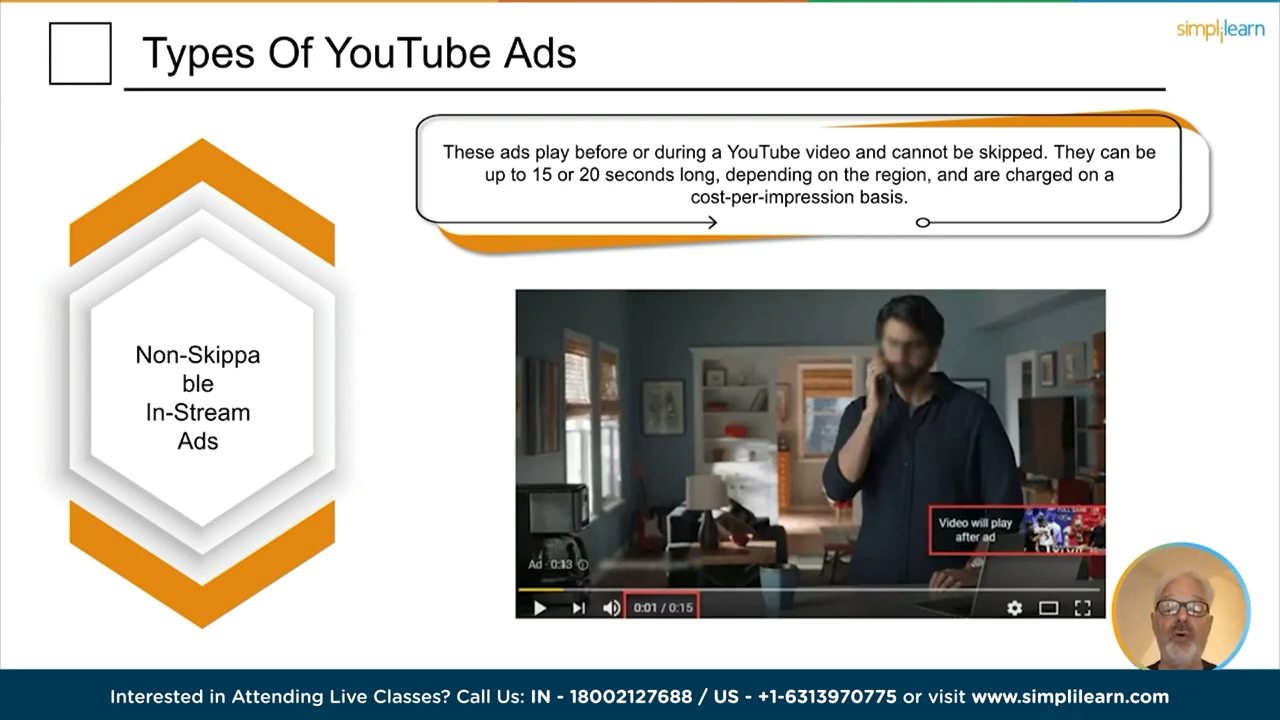 simplilearn
Types Of YouTube Ads
These ads play before or during a YouTube video and cannot be skipped. They can be
up to 15 or 20 seconds long, depending on the region, and are charged on a
cost-per-impression basis.
Non-Skippa
ble
In-Stream
Ads
Video will play
after ad
Ad · 0:13
0:01 / 0:15
Interested in Attending Live Classes? Call Us: IN - 18002127688 / US - +1-6313970775 or visit www.simplilearn.com